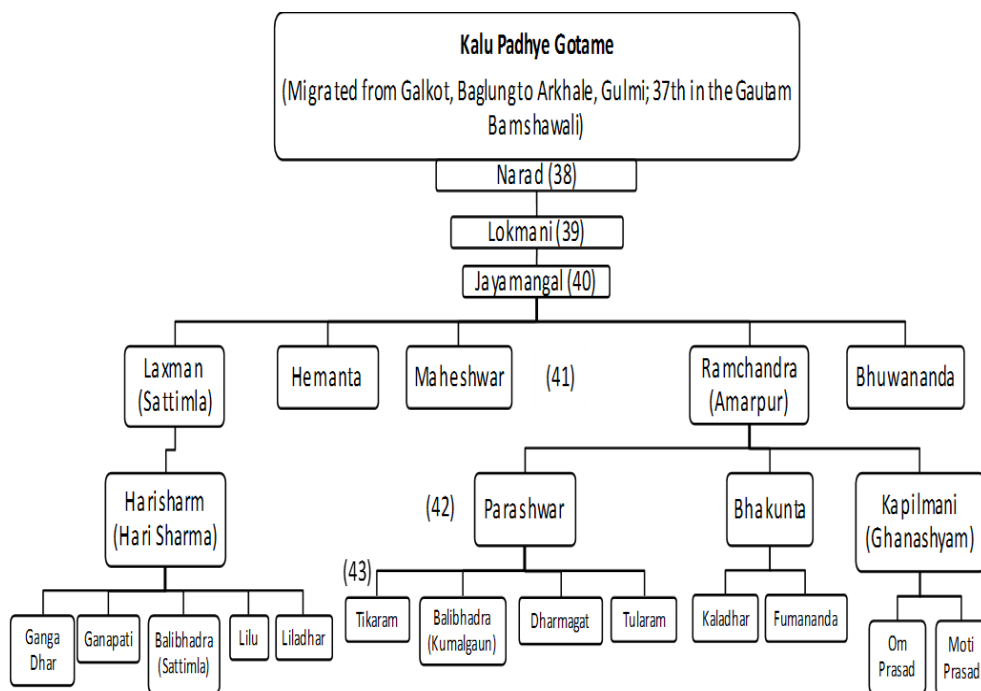 Kalu Padhye Gotame
(Migrated from Galkot, Baglung to Arkhale, Gulmi; 37th in the Gautam
Bamshawali)
Narad (38)
Lokmani (39)
Jayamangal (40)
Laxman
(Sattimla)
Hemanta
Maheshwar
(41)
Ramchandra
(Amarpur)
Bhuwananda
Harisharm
(Hari Sharma)
(42)
Parashwar
Bhakunta
Kapilmani
(Ghanashyam)
(43)
Ganga
Dhar
Ganapati
Balibhadra
(Sattimla)
Lilu
Liladhar
Tikaram
Balibhadra
(Kumalgaun)
Dharmagat
Tularam
Kaladhar
Fumananda
Om
Prasad
Moti
Prasad